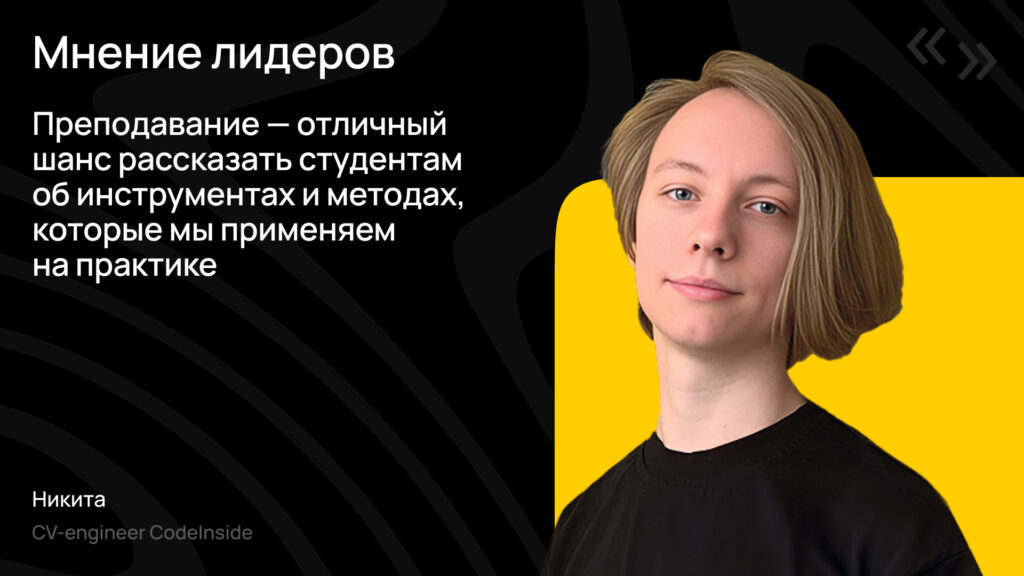 Мнение лидеров
Преподавание — отличный
шанс рассказать студентам
об инструментах и методах,
которые мы применяем
на практике
Никита
CV-engineer CodeInside